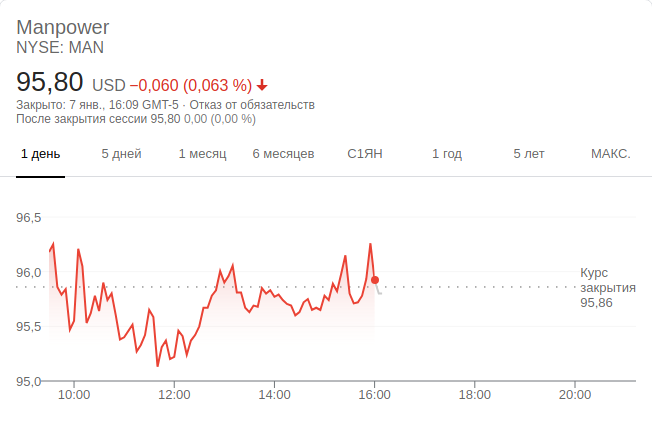 Manpower
NYSE: MAN
95,80 USD −0,060 (0,063 %)
Закрыто: 7 янв., 16:09 GMT-5 · Отказ от обязательств
После закрытия сессии 95,80 0,00 (0,00 %)
1 день 5 дней 1 месяц 6 месяцев С1ЯН 1 год 5 лет МАКС.
96,5
96,0
Курс
закрытия
95,86
95,5
95,0
10:00 12:00 14:00 16:00 18:00 20:00